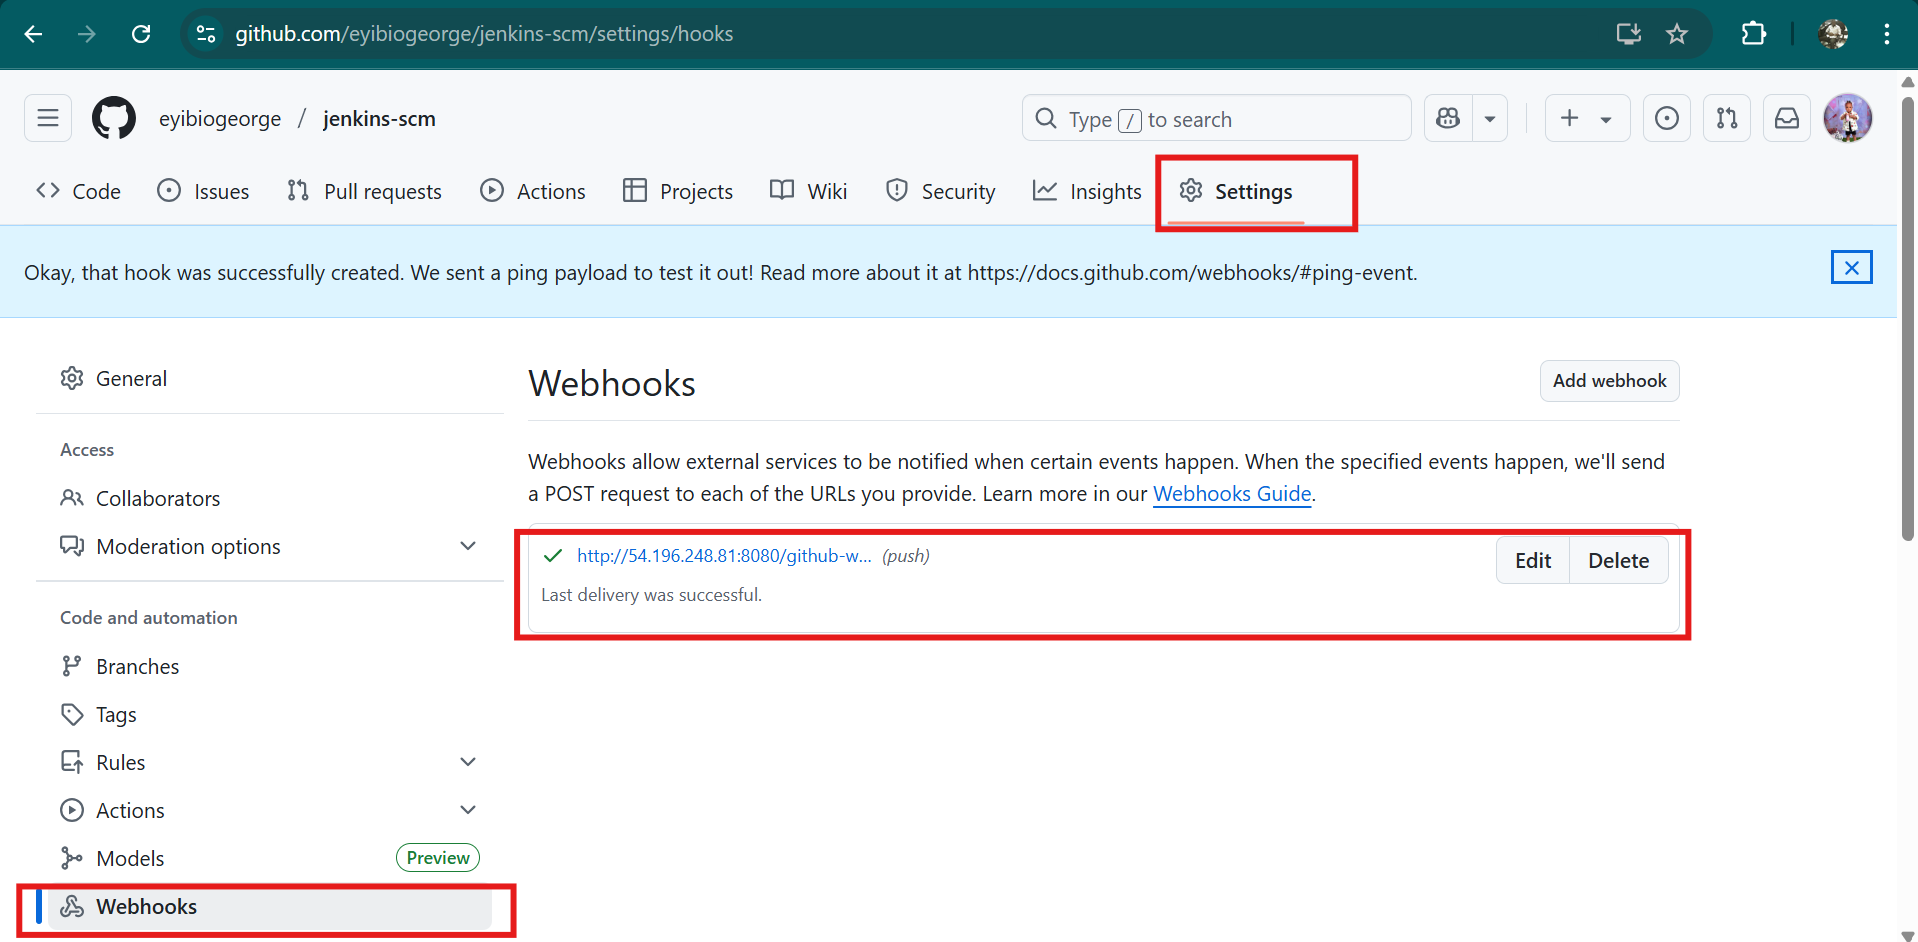 github.com/eyibiogeorge/jenkins-scm/settings/hooks
eyibiogeorge / jenkins-scm
Type / to search
Code Issues Pull requests Actions Projects Wiki Security Insights Settings
Okay, that hook was successfully created. We sent a ping payload to test it out! Read more about it at https://docs.github.com/webhooks/#ping-event.
General
Access
Collaborators
Moderation options
Code and automation
Branches
Tags
Rules
Actions
Models Preview
Webhooks
Webhooks
Add webhook
Webhooks allow external services to be notified when certain events happen. When the specified events happen, we'll send
a POST request to each of the URLs you provide. Learn more in our Webhooks Guide.
http://54.196.248.81:8080/github-w... (push)
Edit Delete
Last delivery was successful.